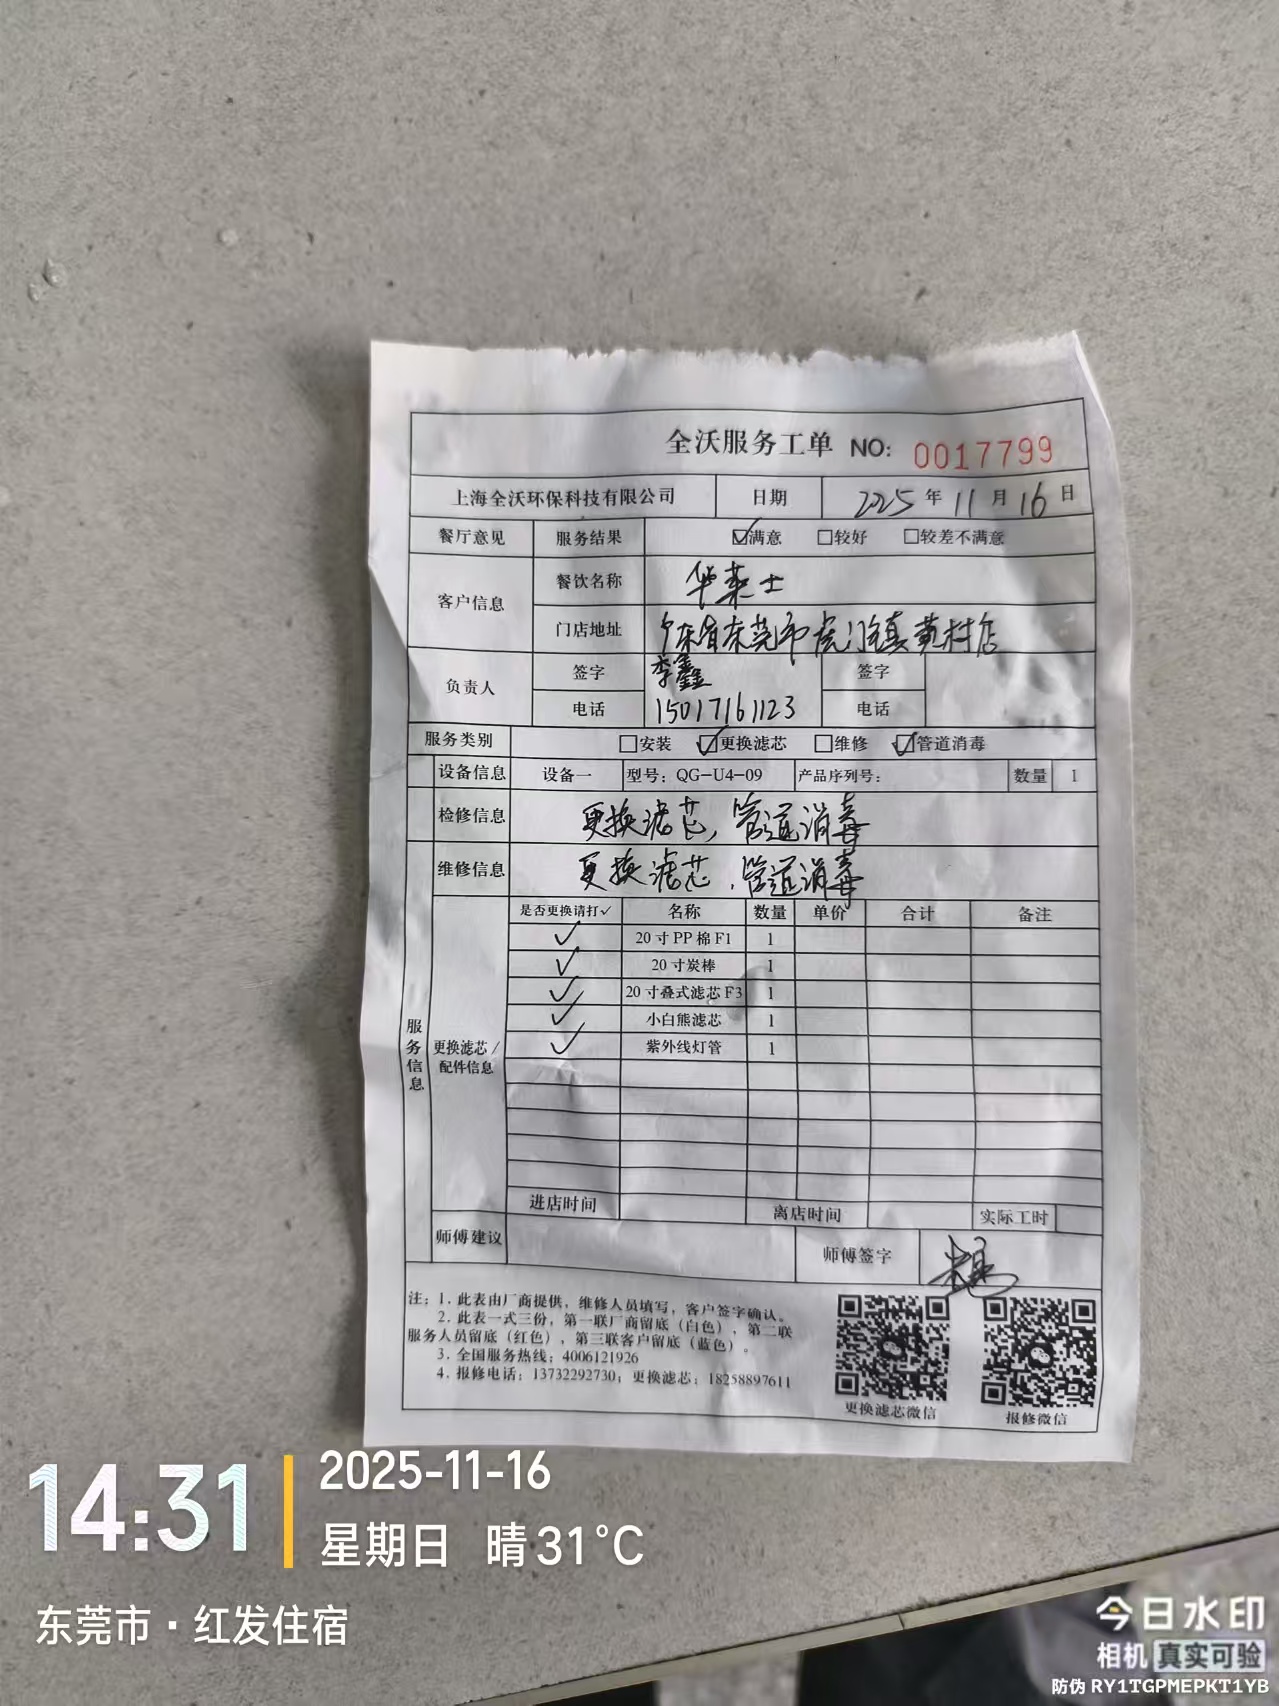 全沃服务工单 NO: 0017799
上海全沃环保科技有限公司 日期 2025 年 11 月 16 日
餐厅意见 服务结果 ☑满意 □较好 □较差不满意
客户信息 餐饮名称 华莱士
门店地址 广东省东莞市虎门镇黄村店
负责人 签字 李鑫 签字
电话 15017161123 电话
服务类别 □安装 ☑更换滤芯 □维修 ☑管道消毒
设备信息 设备一 型号: QG-U4-09 产品序列号: 数量 1
检修信息 更换滤芯, 管道消毒
维修信息 更换滤芯, 管道消毒
服务信息 更换滤芯/配件信息
是否更换请打✓ 名称 数量 单价 合计 备注
✓ 20寸PP棉F1 1
✓ 20寸炭棒 1
✓ 20寸叠式滤芯F3 1
✓ 小白熊滤芯 1
✓ 紫外线灯管 1
进店时间 离店时间 实际工时
师傅建议 师傅签字
注: 1. 此表由厂商提供, 维修人员填写, 客户签字确认。
2. 此表一式三份, 第一联厂商留底(白色), 第二联
服务人员留底(红色), 第三联客户留底(蓝色)。
3. 全国服务热线: 4006121926
4. 报修电话: 13732292730; 更换滤芯: 18258897611
更换滤芯微信 报修微信
14:31
2025-11-16
星期日 晴 31°C
东莞市·红发住宿
今日水印
相机 真实可验
防伪 RY1TGPMEPKT1YB